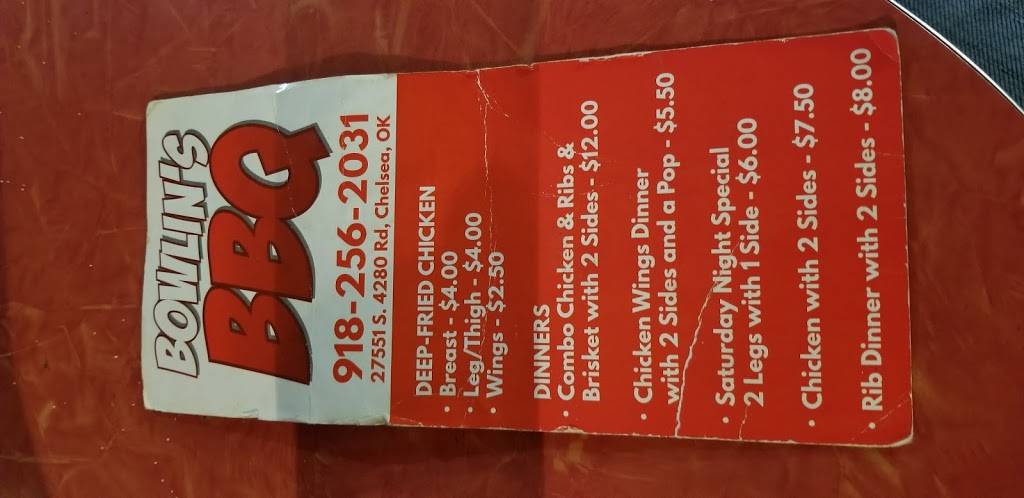 BOWLIN'S
BBQ
918-256-2031
27551 S. 4280 Rd, Chelsea, OK
DEEP-FRIED CHICKEN
• Breast - $4.00
• Leg/Thigh - $4.00
• Wings - $2.50
DINNERS
• Combo Chicken & Ribs &
Brisket with 2 Sides - $12.00
• Chicken Wings Dinner
with 2 Sides and a Pop - $5.50
• Saturday Night Special
2 Legs with 1 Side - $6.00
• Chicken with 2 Sides - $7.50
• Rib Dinner with 2 Sides - $8.00